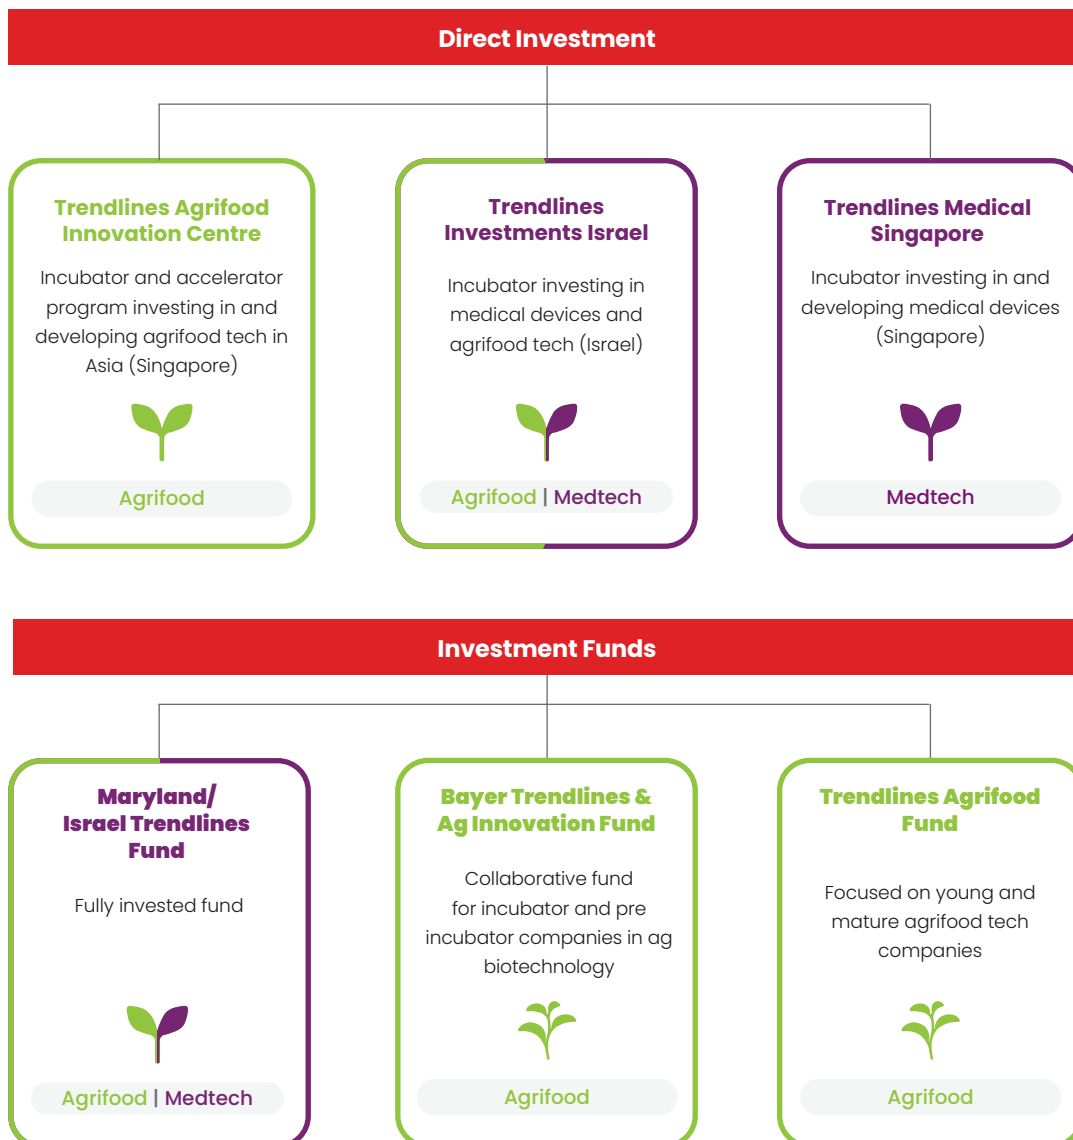 Direct Investment
Trendlines Agrifood
Innovation Centre
Incubator and accelerator
program investing in and
developing agrifood tech in
Asia (Singapore)
Agrifood
Trendlines
Investments Israel
Incubator investing in
medical devices and
agrifood tech (Israel)
Agrifood | Medtech
Trendlines Medical
Singapore
Incubator investing in and
developing medical devices
(Singapore)
Medtech
Investment Funds
Maryland/
Israel Trendlines
Fund
Fully invested fund
Agrifood | Medtech
Bayer Trendlines &
Ag Innovation Fund
Collaborative fund
for incubator and pre
incubator companies in ag
biotechnology
Agrifood
Trendlines Agrifood
Fund
Focused on young and
mature agrifood tech
companies
Agrifood